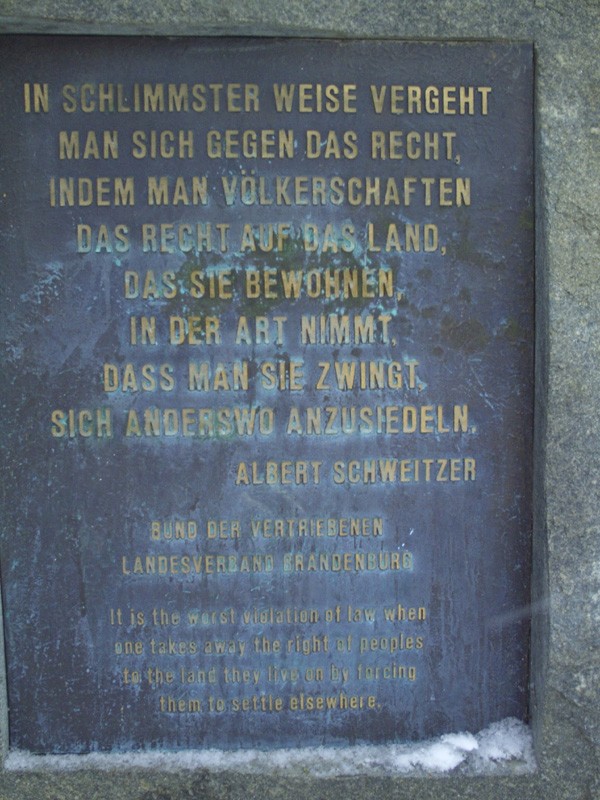 IN SCHLIMMSTER WEISE VERGEHT
MAN SICH GEGEN DAS RECHT,
INDEM MAN VÖLKERSCHAFTEN
DAS RECHT AUF DAS LAND,
DAS SIE BEWOHNEN,
IN DER ART NIMMT,
DASS MAN SIE ZWINGT,
SICH ANDERSWO ANZUSIEDELN.
ALBERT SCHWEITZER
BUND DER VERTRIEBENEN
LANDESVERBAND BRANDENBURG
It is the worst violation of law when
one takes away the right of peoples
to the land they live on by forcing
them to settle elsewhere.